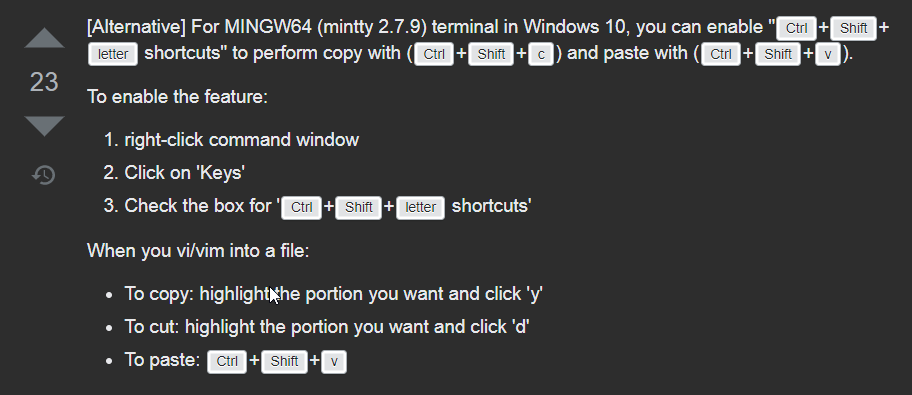 [Alternative] For MINGW64 (mintty 2.7.9) terminal in Windows 10, you can enable "Ctrl+Shift+
letter shortcuts" to perform copy with (Ctrl+Shift+c) and paste with (Ctrl+Shift+v).
23
To enable the feature:
1. right-click command window
2. Click on 'Keys'
3. Check the box for 'Ctrl+Shift+letter shortcuts'
When you vi/vim into a file:
• To copy: highlight the portion you want and click 'y'
• To cut: highlight the portion you want and click 'd'
• To paste: Ctrl+Shift+v